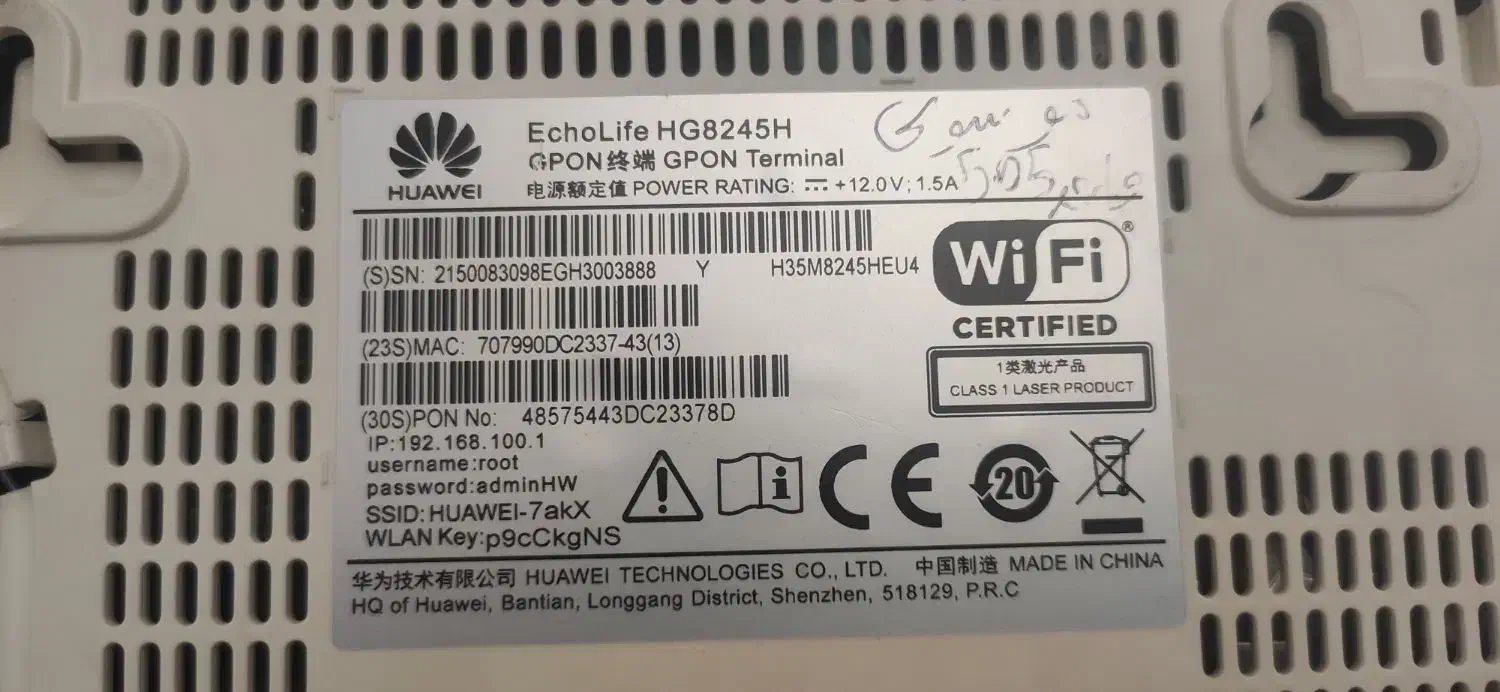 EchoLife HG8245H
GPON终端 GPON Terminal
HUAWEI
电源额定值 POWER RATING: ⎓ +12.0V; 1.5A
(S)SN: 2150083098EGH3003888 Y H35M8245HEU4
WiFi®
CERTIFIED
(23S)MAC: 707990DC2337-43(13)
1类激光产品
CLASS 1 LASER PRODUCT
(30S)PON No: 48575443DC23378D
IP:192.168.100.1
username:root
password:adminHW
SSID:HUAWEI-7akX
WLAN Key:p9cCkgNS
i
CE
20
华为技术有限公司 HUAWEI TECHNOLOGIES CO., LTD. 中国制造 MADE IN CHINA
HQ of Huawei, Bantian, Longgang District, Shenzhen, 518129, P.R.C